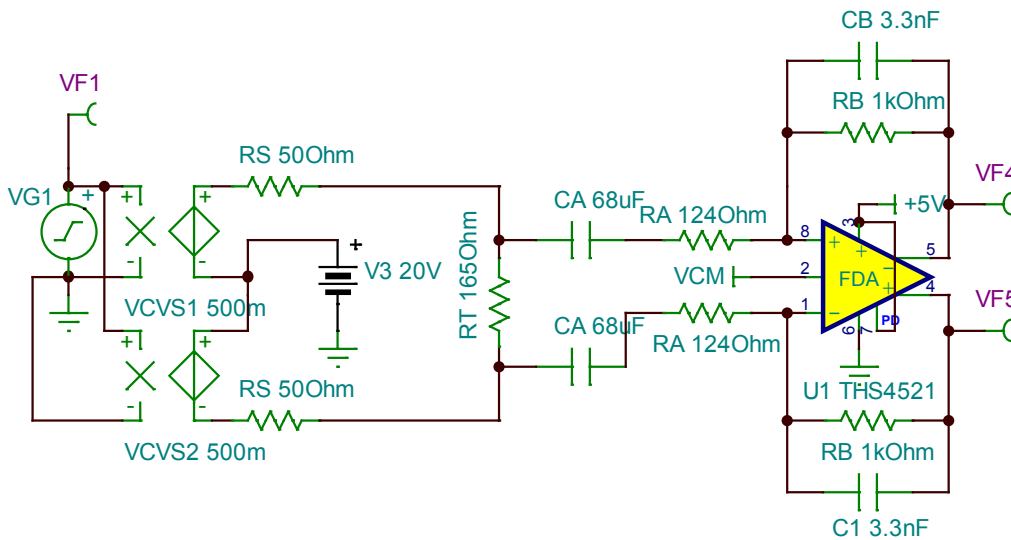 CB 3.3nF
VF1
RB 1kOhm
RS 50Ohm
VF4
VG1
+
+
+
CA 68uF
RA 124Ohm
+5V
3
8
+
+
5
-
-
+
V3 20V
RT 165Ohm
VCM
2
FDA
-
+
4
VCVS1 500m
1
-
VF5
CA 68uF
PD
+
+
RA 124Ohm
6
7
-
-
RS 50Ohm
U1 THS4521
VCVS2 500m
RB 1kOhm
C1 3.3nF